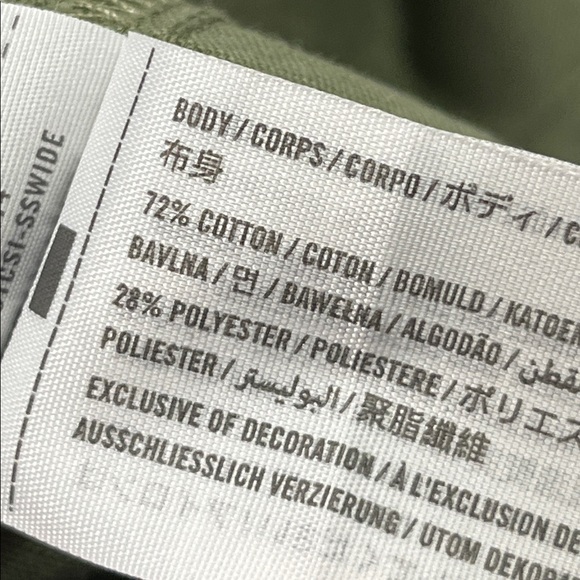 BODY / CORPS / CORPO / ボディ / C
布身
72% COTTON / COTON / BOMULD / KATOEN
BAVLNA / 면 / BAWEŁNA / ALGODÃO / قطن
28% POLYESTER / POLIESTERE / ポリエス
POLIESTER / البوليستر / 聚脂纖維
EXCLUSIVE OF DECORATION / À L'EXCLUSION DE
AUSSCHLIESSLICH VERZIERUNG / UTOM DEKOR
CSI-SSWIDE